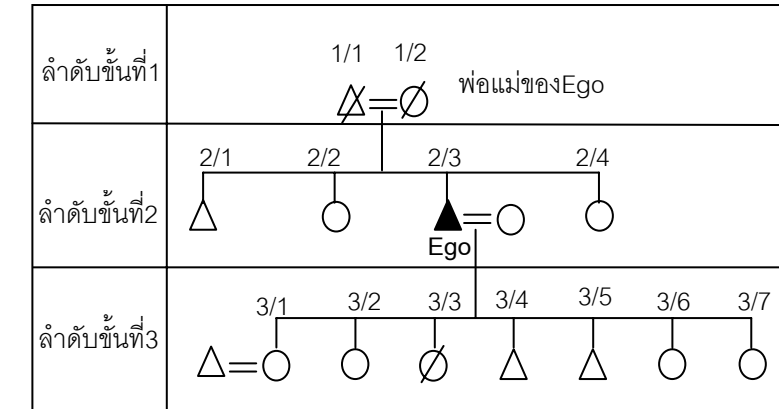 ลำดับขั้นที่1
1/1 1/2
พ่อแม่ของEgo
ลำดับขั้นที่2
2/1 2/2 2/3 2/4
Ego
ลำดับขั้นที่3
3/1 3/2 3/3 3/4 3/5 3/6 3/7